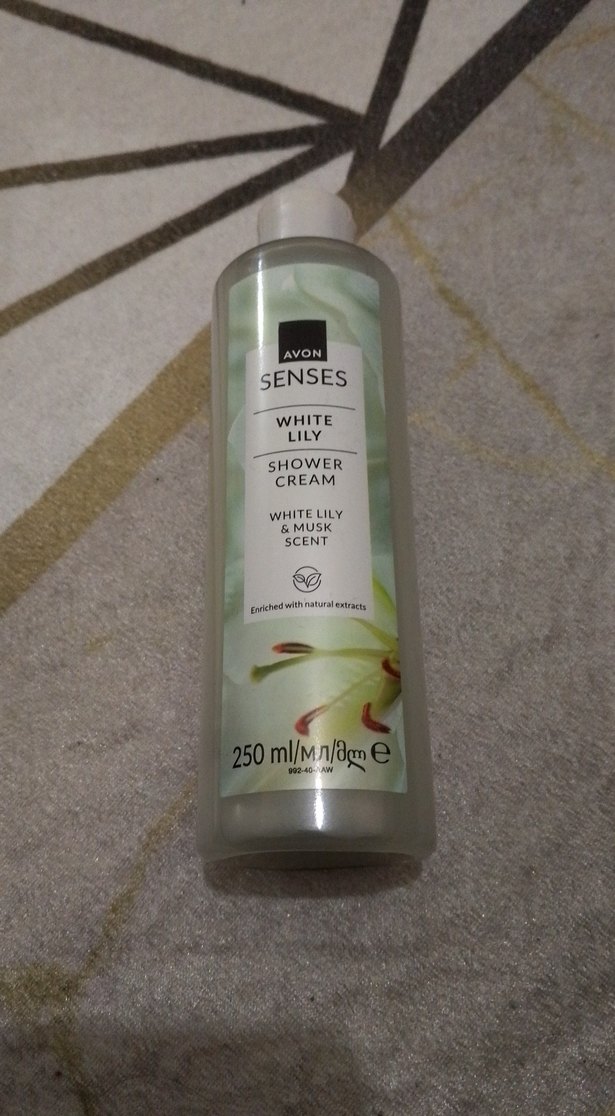 AVON
SENSES
WHITE
LILY
SHOWER
CREAM
WHITE LILY
& MUSK
SCENT
Enriched with natural extracts
250 ml/мл/მლ ℮